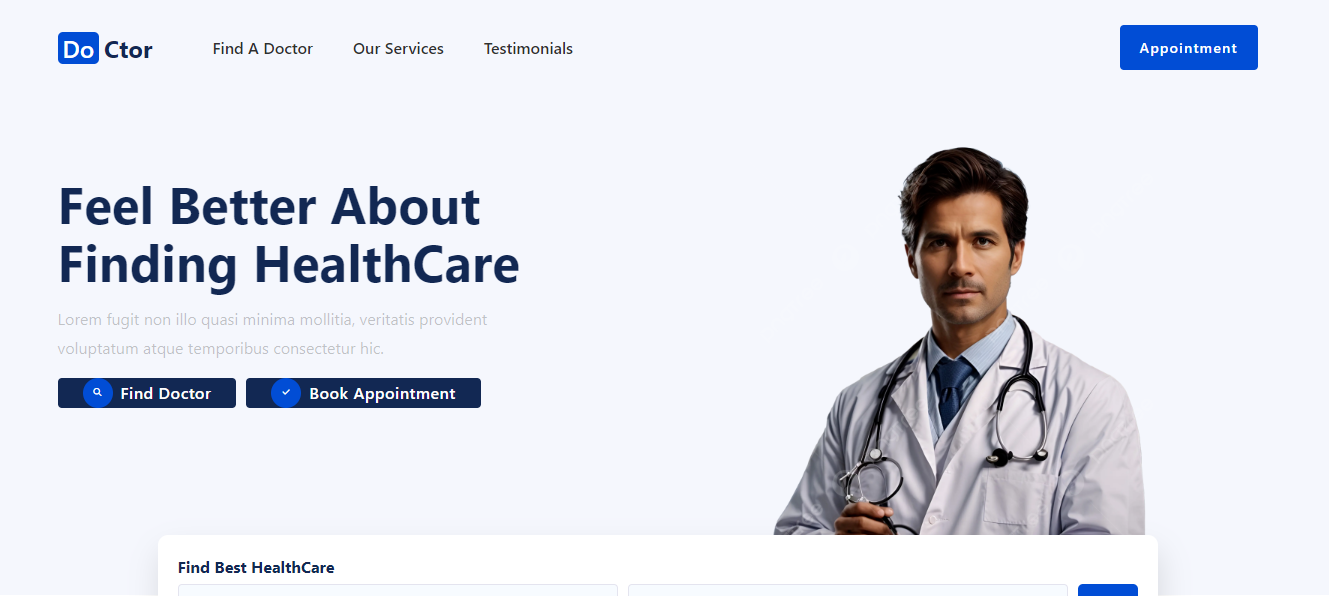 Do Ctor
Find A Doctor
Our Services
Testimonials
Appointment
Feel Better About
Finding HealthCare
Lorem fugit non illo quasi minima mollitia, veritatis provident
voluptatum atque temporibus consectetur hic.
Find Doctor
Book Appointment
Find Best HealthCare